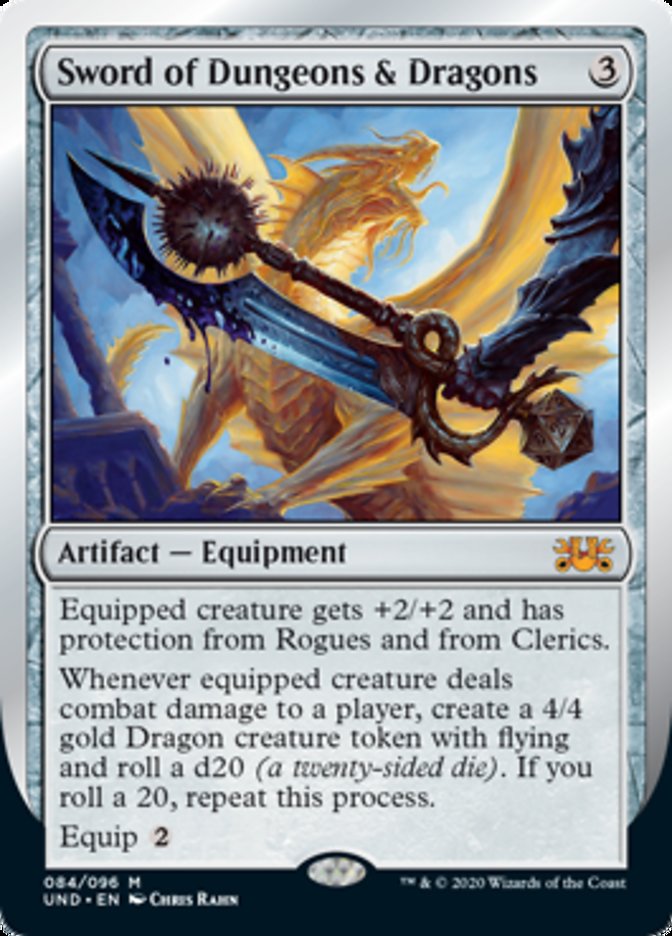 Sword of Dungeons & Dragons 3
Artifact — Equipment
Equipped creature gets +2/+2 and has
protection from Rogues and from Clerics.
Whenever equipped creature deals
combat damage to a player, create a 4/4
gold Dragon creature token with flying
and roll a d20 (a twenty-sided die). If you
roll a 20, repeat this process.
Equip 2
084/096 M
UND • EN Chris Rahn
™ & © 2020 Wizards of the Coast